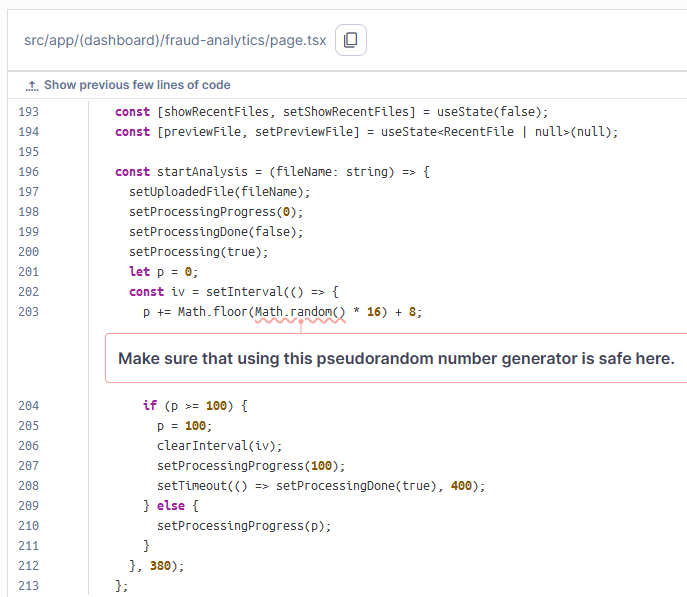 src/app/(dashboard)/fraud-analytics/page.tsx
Show previous few lines of code
193 const [showRecentFiles, setShowRecentFiles] = useState(false);
194 const [previewFile, setPreviewFile] = useState<RecentFile | null>(null);
195
196 const startAnalysis = (fileName: string) => {
197 setUploadedFile(fileName);
198 setProcessingProgress(0);
199 setProcessingDone(false);
200 setProcessing(true);
201 let p = 0;
202 const iv = setInterval(() => {
203 p += Math.floor(Math.random() * 16) + 8;
Make sure that using this pseudorandom number generator is safe here.
204 if (p >= 100) {
205 p = 100;
206 clearInterval(iv);
207 setProcessingProgress(100);
208 setTimeout(() => setProcessingDone(true), 400);
209 } else {
210 setProcessingProgress(p);
211 }
212 }, 380);
213 };